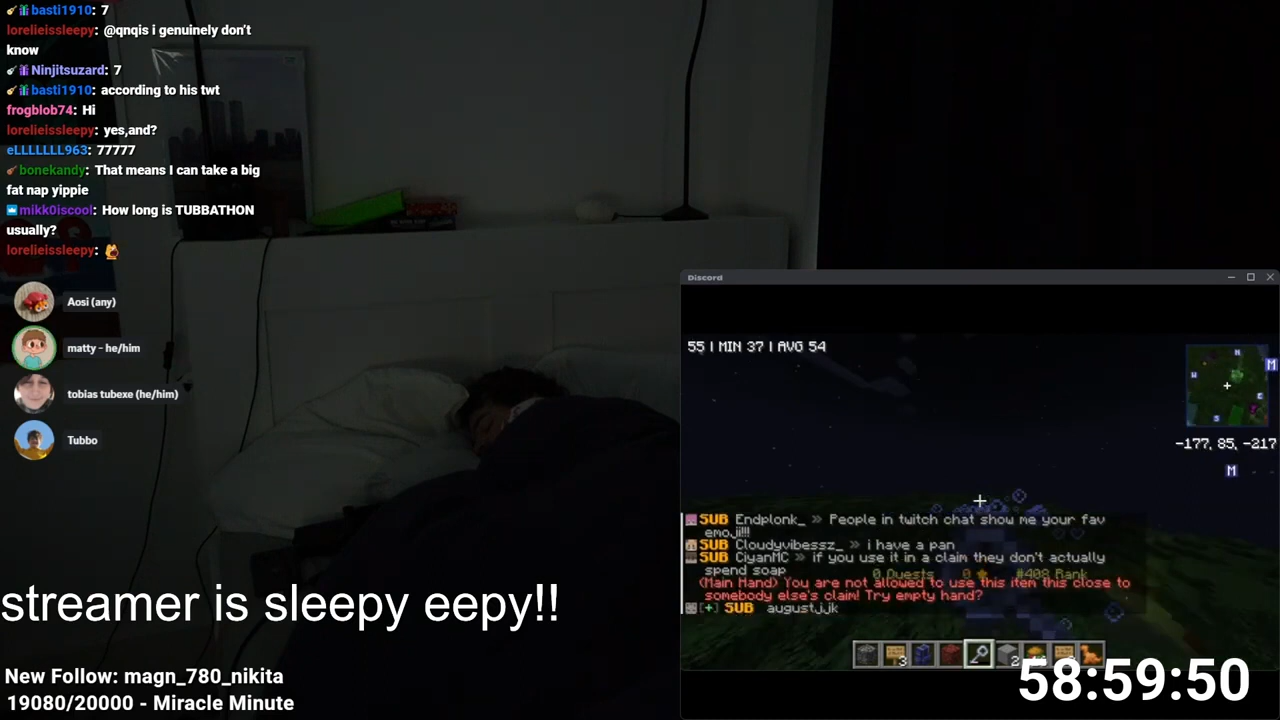 basti1910: 7
lorelieissleepy: @qnqis i genuinely don't
know
Ninjitsuzard: 7
basti1910: according to his twt
frogblob74: Hi
lorelieissleepy: yes,and?
eLLLLLLL963: 77777
bonekandy: That means I can take a big
fat nap yippie
mikk0iscool: How long is TUBBATHON
usually?
lorelieissleepy:
Aosi (any)
matty - he/him
tobias tubexe (he/him)
Tubbo
streamer is sleepy eepy!!
New Follow: magn_780_nikita
19080/20000 - Miracle Minute
Discord
55 | MIN 37 | AVG 54
N
M
W
E
S
-177, 85, -217
M
SUB Endplonk_ » People in twitch chat show me your fav
emoji!!!
SUB Cloudyvibessz_ » i have a pan
SUB CiyanMC » if you use it in a claim they don't actually
spend soap
0 Quests 0 #408 Rank
(Main Hand) You are not allowed to use this item this close to
somebody else's claim! Try empty hand?
[+] SUB augustjjk
3
2
58:59:50